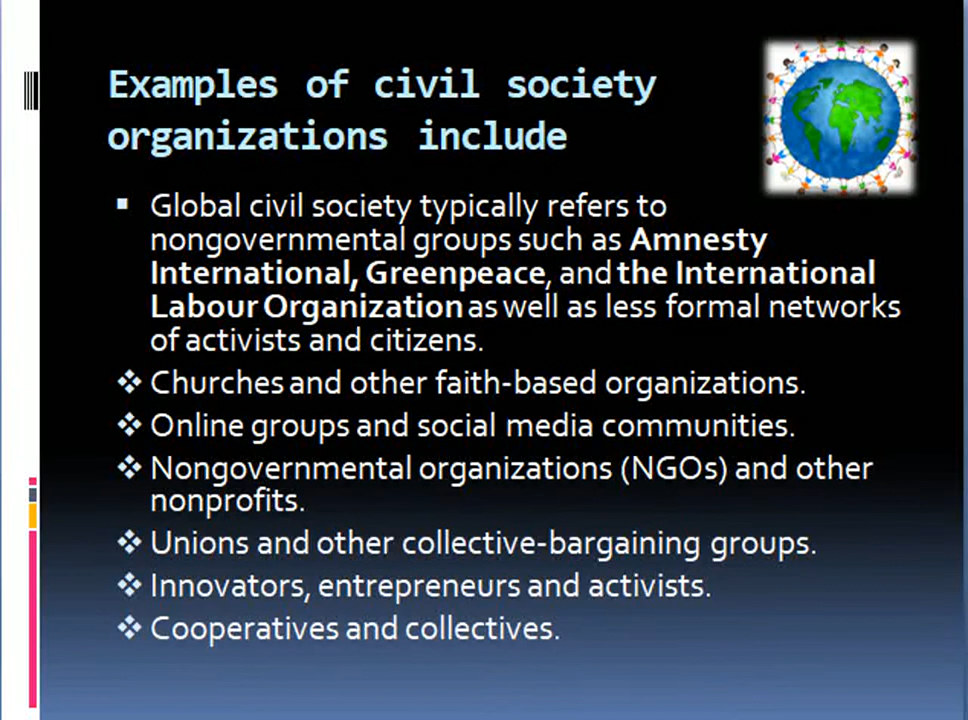 Examples of civil society
organizations include
Global civil society typically refers to
nongovernmental groups such as Amnesty
International, Greenpeace, and the International
Labour Organization as well as less formal networks
of activists and citizens.
Churches and other faith-based organizations.
Online groups and social media communities.
Nongovernmental organizations (NGOs) and other
nonprofits.
Unions and other collective-bargaining groups.
Innovators, entrepreneurs and activists.
Cooperatives and collectives.